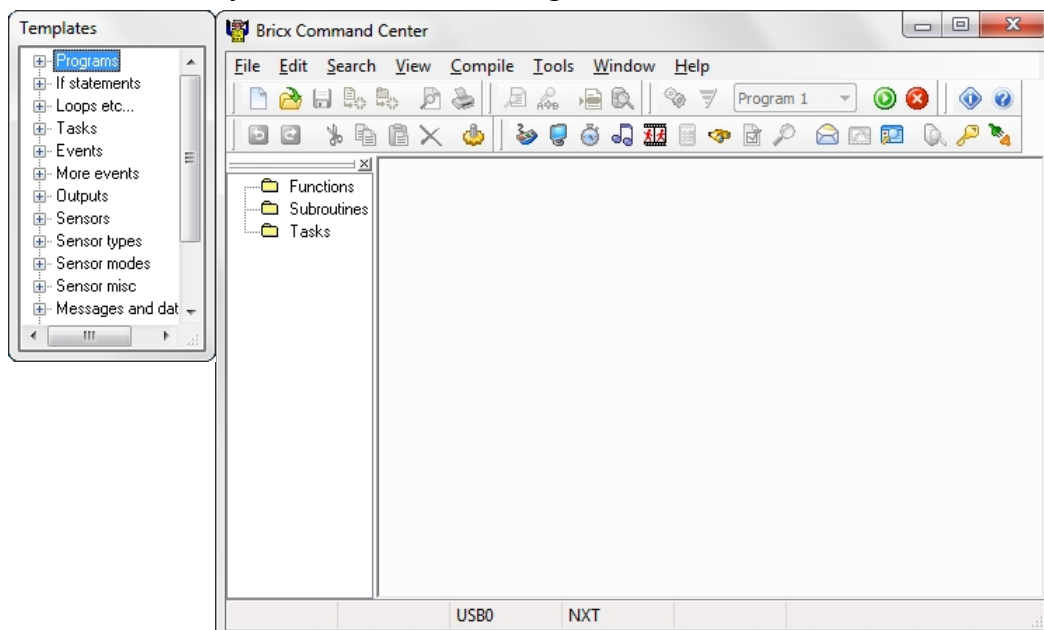 Templates
Programs
If statements
Loops etc...
Tasks
Events
More events
Outputs
Sensors
Sensor types
Sensor modes
Sensor misc
Messages and dat
Bricx Command Center
File Edit Search View Compile Tools Window Help
Program 1
Functions
Subroutines
Tasks
USB0 NXT